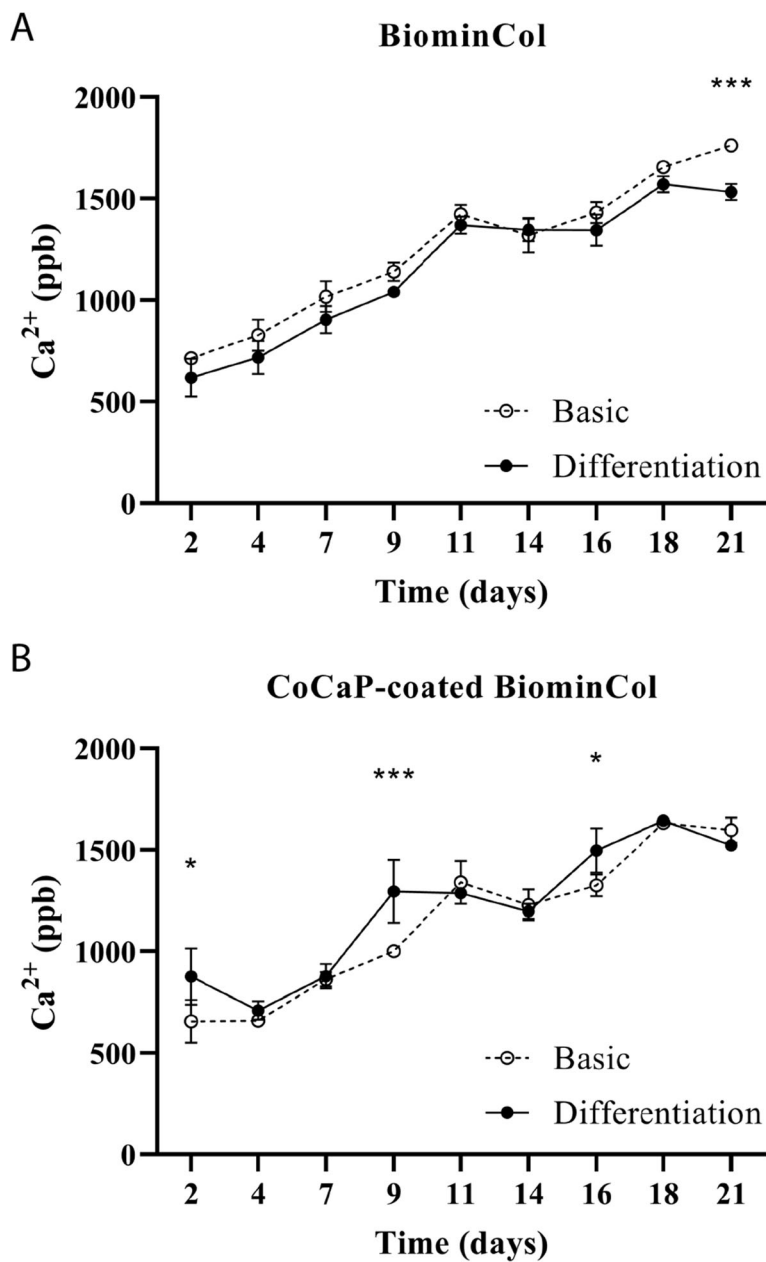 A
BiominCol
***
2000
1500
1000
500
0
Ca2+ (ppb)
Basic
Differentiation
2 4 7 9 11 14 16 18 21
Time (days)
B
CoCaP-coated BiominCol
* *** *
2000
1500
1000
500
0
Ca2+ (ppb)
Basic
Differentiation
2 4 7 9 11 14 16 18 21
Time (days)